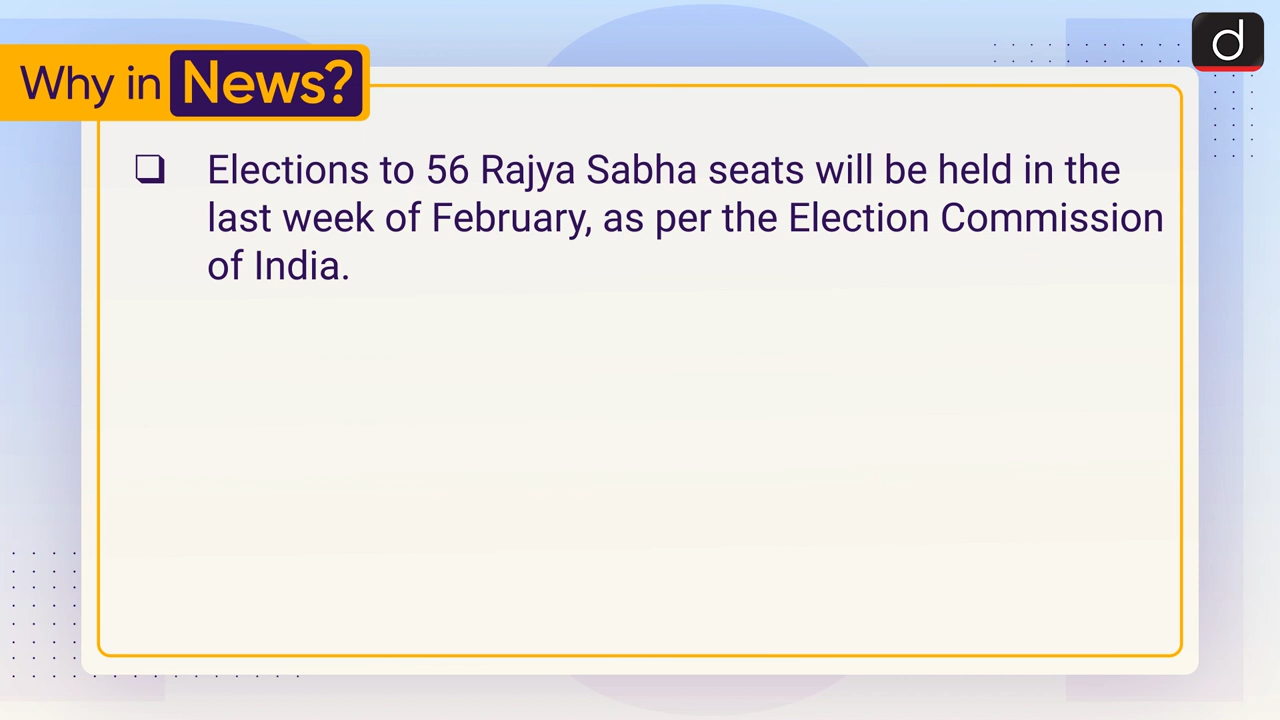 Why in News?
d
❑ Elections to 56 Rajya Sabha seats will be held in the
last week of February, as per the Election Commission
of India.